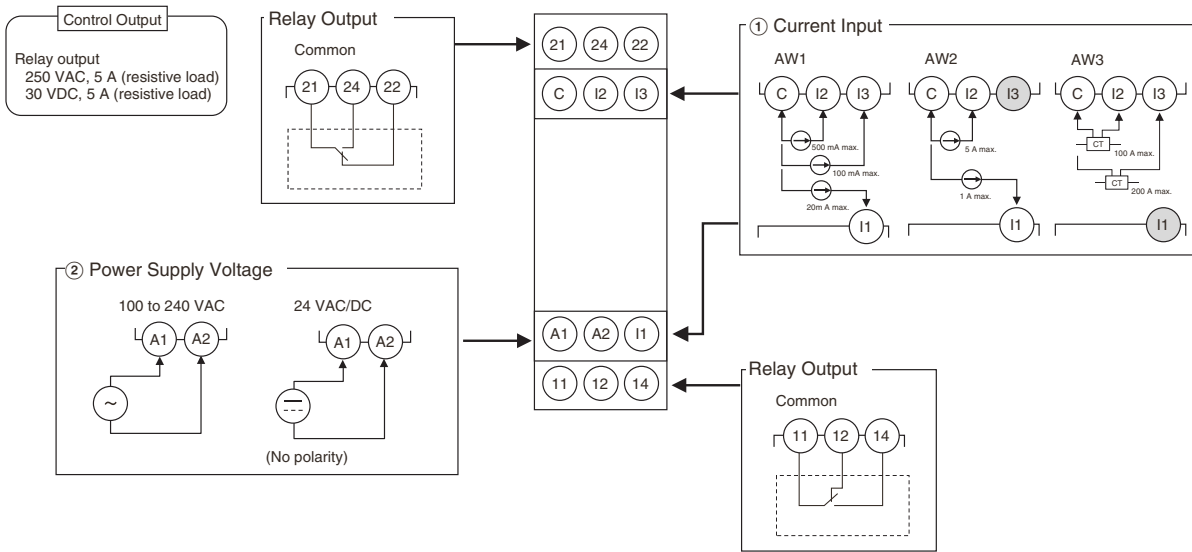 Control Output
Relay output
250 VAC, 5 A (resistive load)
30 VDC, 5 A (resistive load)
Relay Output
Common
21 24 22
21 24 22
C I2 I3
① Current Input
AW1 AW2 AW3
C I2 I3 C I2 I3 C I2 I3
500 mA max.
100 mA max.
20m A max.
I1
5 A max.
1 A max.
I1
CT
100 A max.
CT
200 A max.
I1
② Power Supply Voltage
100 to 240 VAC
A1 A2
~
24 VAC/DC
A1 A2
(No polarity)
A1 A2 I1
11 12 14
Relay Output
Common
11 12 14